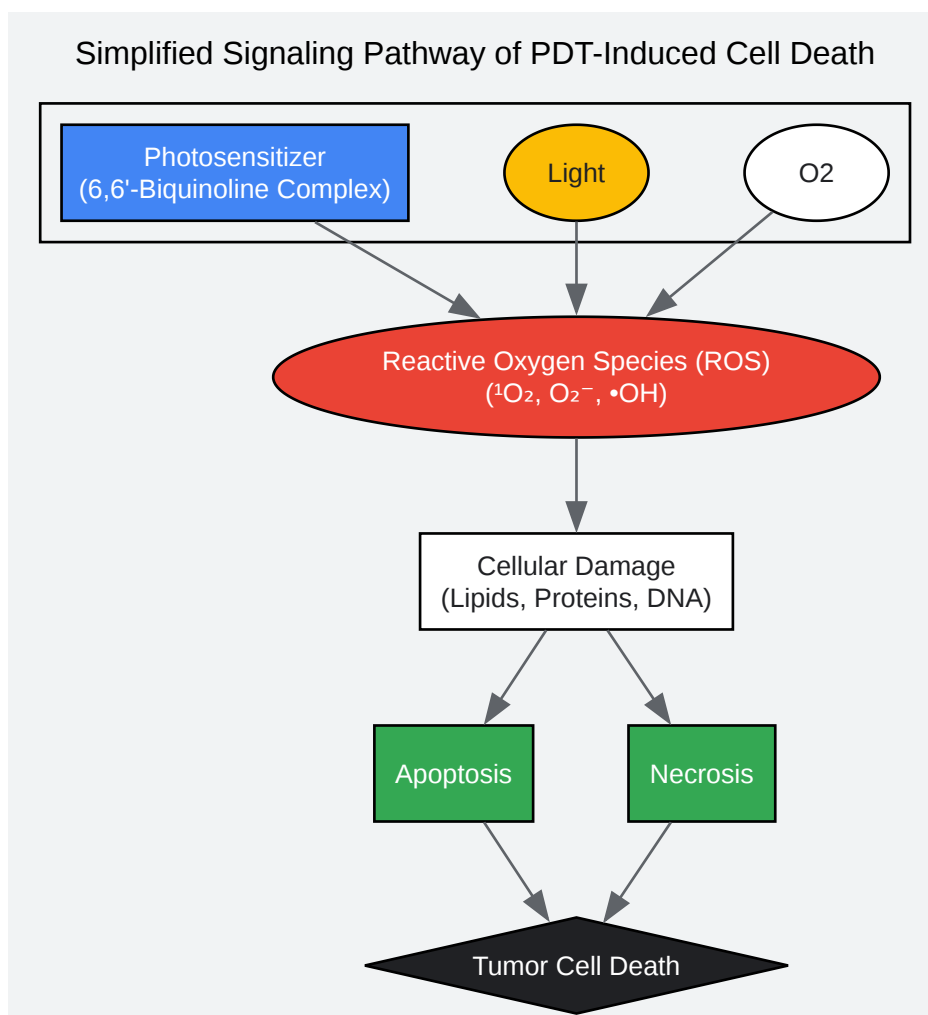 Simplified Signaling Pathway of PDT-Induced Cell Death
Photosensitizer
(6,6'-Biquinoline Complex)
Light
O2
Reactive Oxygen Species (ROS)
(¹O₂, O₂⁻, •OH)
Cellular Damage
(Lipids, Proteins, DNA)
Apoptosis
Necrosis
Tumor Cell Death